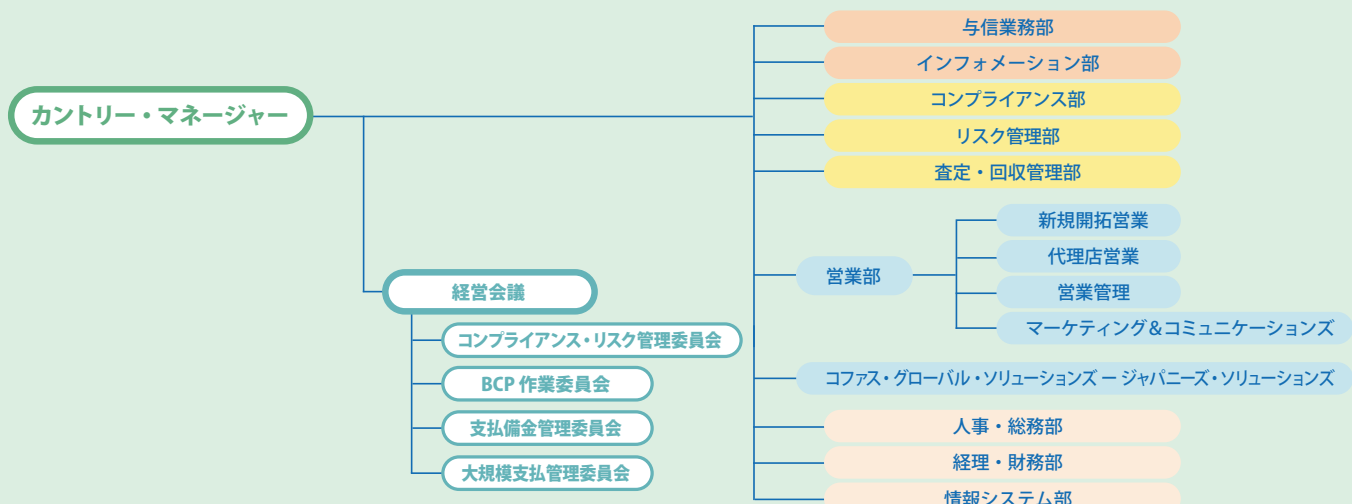 カントリー・マネージャー
経営会議
コンプライアンス・リスク管理委員会
BCP 作業委員会
支払備金管理委員会
大規模支払管理委員会
与信業務部
インフォメーション部
コンプライアンス部
リスク管理部
査定・回収管理部
営業部
新規開拓営業
代理店営業
営業管理
マーケティング＆コミュニケーションズ
コファス・グローバル・ソリューションズ － ジャパニーズ・ソリューションズ
人事・総務部
経理・財務部
情報システム部